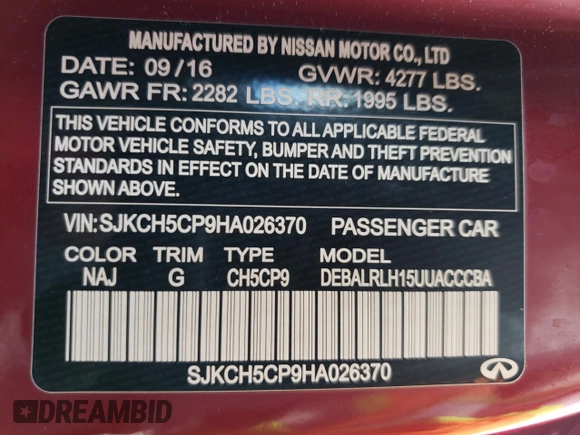 MANUFACTURED BY NISSAN MOTOR CO., LTD
DATE: 09/16 GVWR: 4277 LBS.
GAWR FR: 2282 LBS. RR: 1995 LBS.
THIS VEHICLE CONFORMS TO ALL APPLICABLE FEDERAL
MOTOR VEHICLE SAFETY, BUMPER AND THEFT PREVENTION
STANDARDS IN EFFECT ON THE DATE OF MANUFACTURE
SHOWN ABOVE.
VIN:SJKCH5CP9HA026370 PASSENGER CAR
COLOR TRIM MODEL
NAJ G CH5CP9 DEBALRLH15UUACCCBA
SJKCH5CP9HA026370
DREAMBID